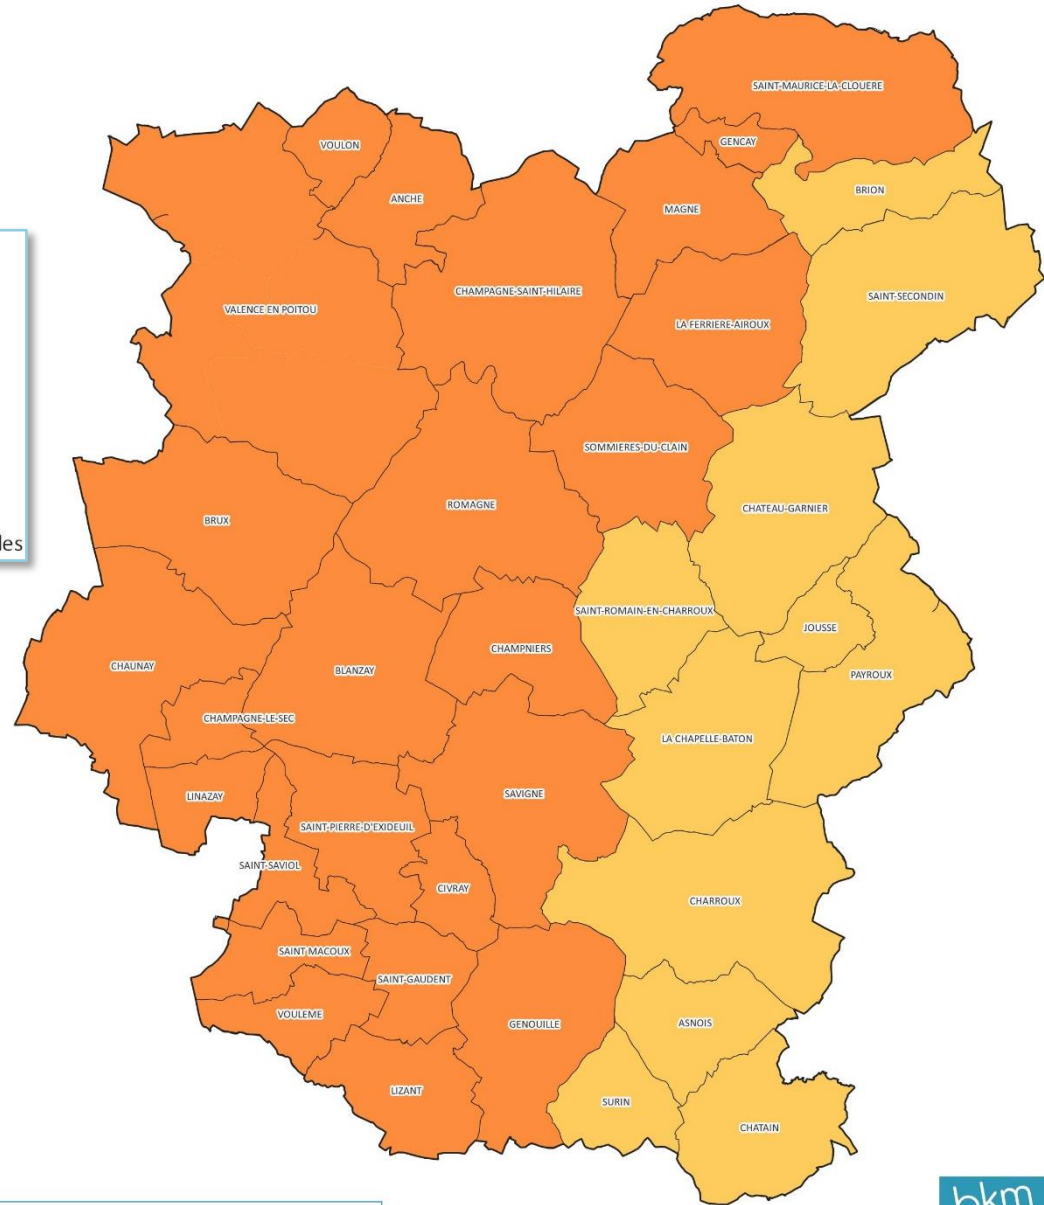 SAINT-MAURICE-LA-CLOUERE
GENCAY
VOULON
BRION
ANCHE
MAGNE
CHAMPAGNE-SAINT-HILAIRE
SAINT-SECONDIN
VALENCE EN POITOU
LA FERRIERE-AIROUX
SOMMIERES-DU-CLAIN
ROMAGNE
CHATEAU-GARNIER
BRUX
les
SAINT-ROMAIN-EN-CHARROUX
JOUSSE
CHAMPNIERS
CHAUNAY
BLANZAY
PAYROUX
CHAMPAGNE-LE-SEC
LA CHAPELLE-BATON
LINAZAY
SAVIGNE
SAINT-PIERRE-D'EXIDEUIL
SAINT-SAVIOL
CIVRAY
CHARROUX
SAINT MACOUX
SAINT-GAUDENT
VOULEME
GENOUILLE
ASNOIS
LIZANT
SURIN
CHATAIN
bkm